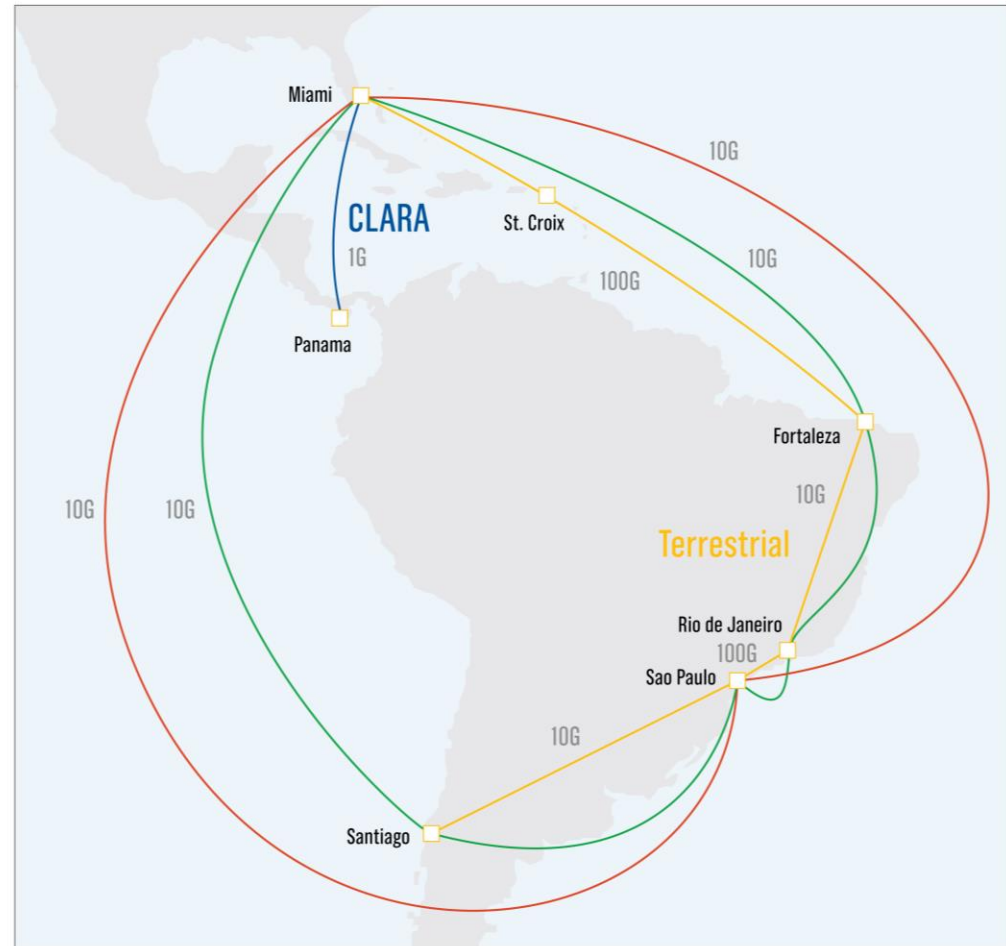 Miami
10G
CLARA
St. Croix
1G
10G
100G
Panama
Fortaleza
10G
10G
10G
Terrestrial
Rio de Janeiro
100G
Sao Paulo
10G
Santiago